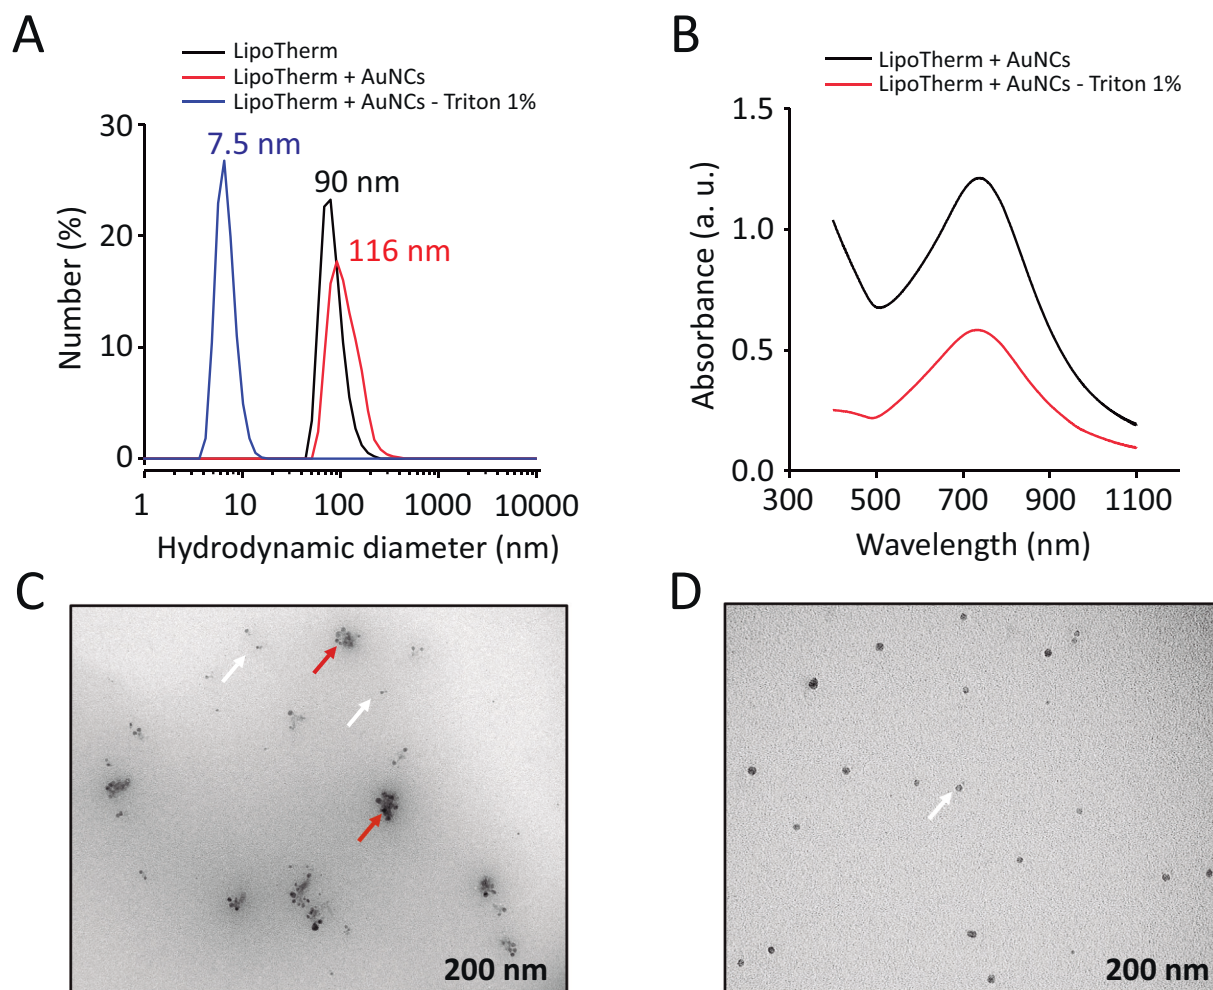 A
LipoTherm
LipoTherm + AuNCs
LipoTherm + AuNCs - Triton 1%
30
20
10
0
Number (%)
7.5 nm
90 nm
116 nm
1 10 100 1000 10000
Hydrodynamic diameter (nm)
B
LipoTherm + AuNCs
LipoTherm + AuNCs - Triton 1%
1.5
1.0
0.5
0.0
Absorbance (a. u.)
300 500 700 900 1100
Wavelength (nm)
C
200 nm
D
200 nm